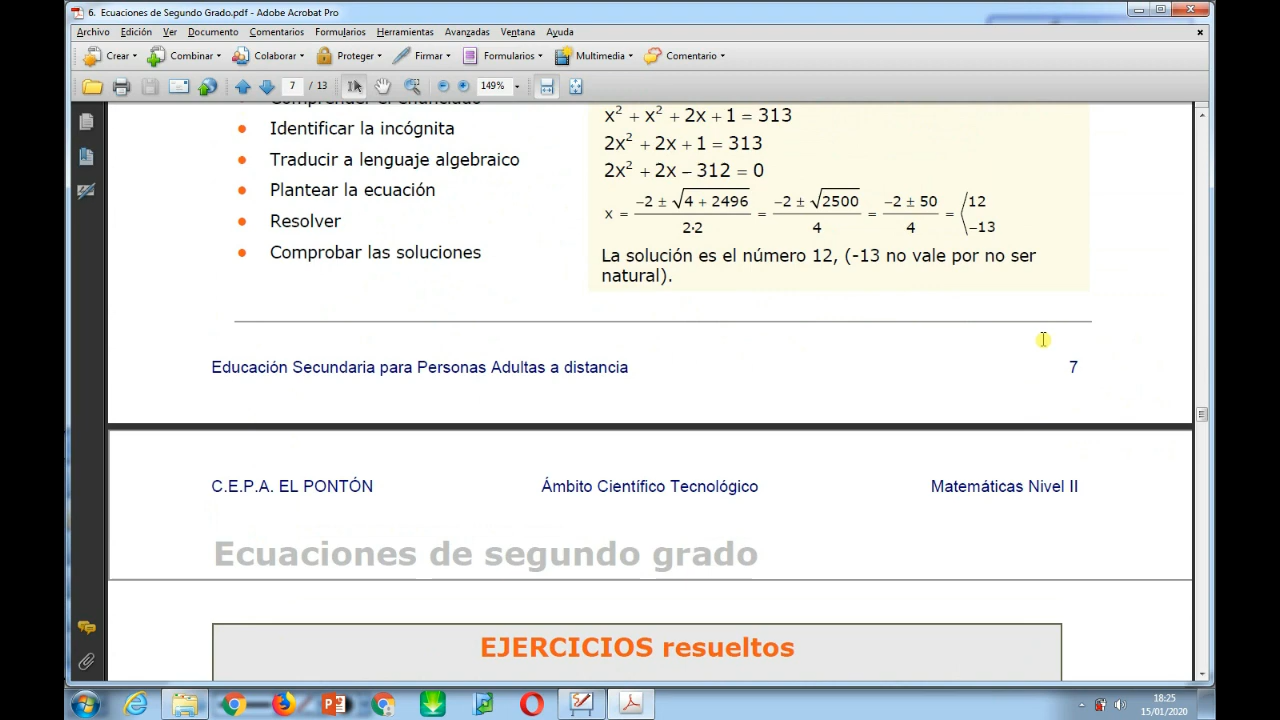 6. Ecuaciones de Segundo Grado.pdf - Adobe Acrobat Pro
Archivo Edición Ver Documento Comentarios Formularios Herramientas Avanzadas Ventana Ayuda
Crear Combinar Colaborar Proteger Firmar Formularios Multimedia Comentario
7 / 13 149%
Comprender el enunciado
Identificar la incógnita
Traducir a lenguaje algebraico
Plantear la ecuación
Resolver
Comprobar las soluciones
x² + x² + 2x + 1 = 313
2x² + 2x + 1 = 313
2x² + 2x − 312 = 0
x = (−2 ± √(4 + 2496)) / (2·2) = (−2 ± √2500) / 4 = (−2 ± 50) / 4 = ⟨ 12
−13
La solución es el número 12, (-13 no vale por no ser
natural).
Educación Secundaria para Personas Adultas a distancia 7
C.E.P.A. EL PONTÓN Ámbito Científico Tecnológico Matemáticas Nivel II
Ecuaciones de segundo grado
EJERCICIOS resueltos
18:25
15/01/2020